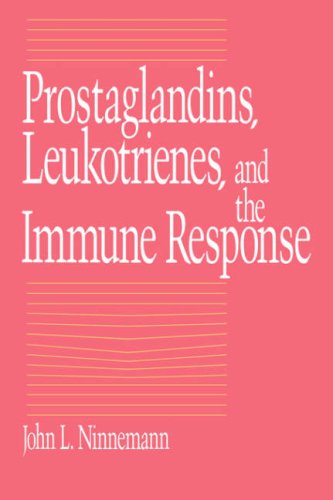 Prostaglandins,
Leukotrienes, and
the
Immune Response
John L. Ninnemann